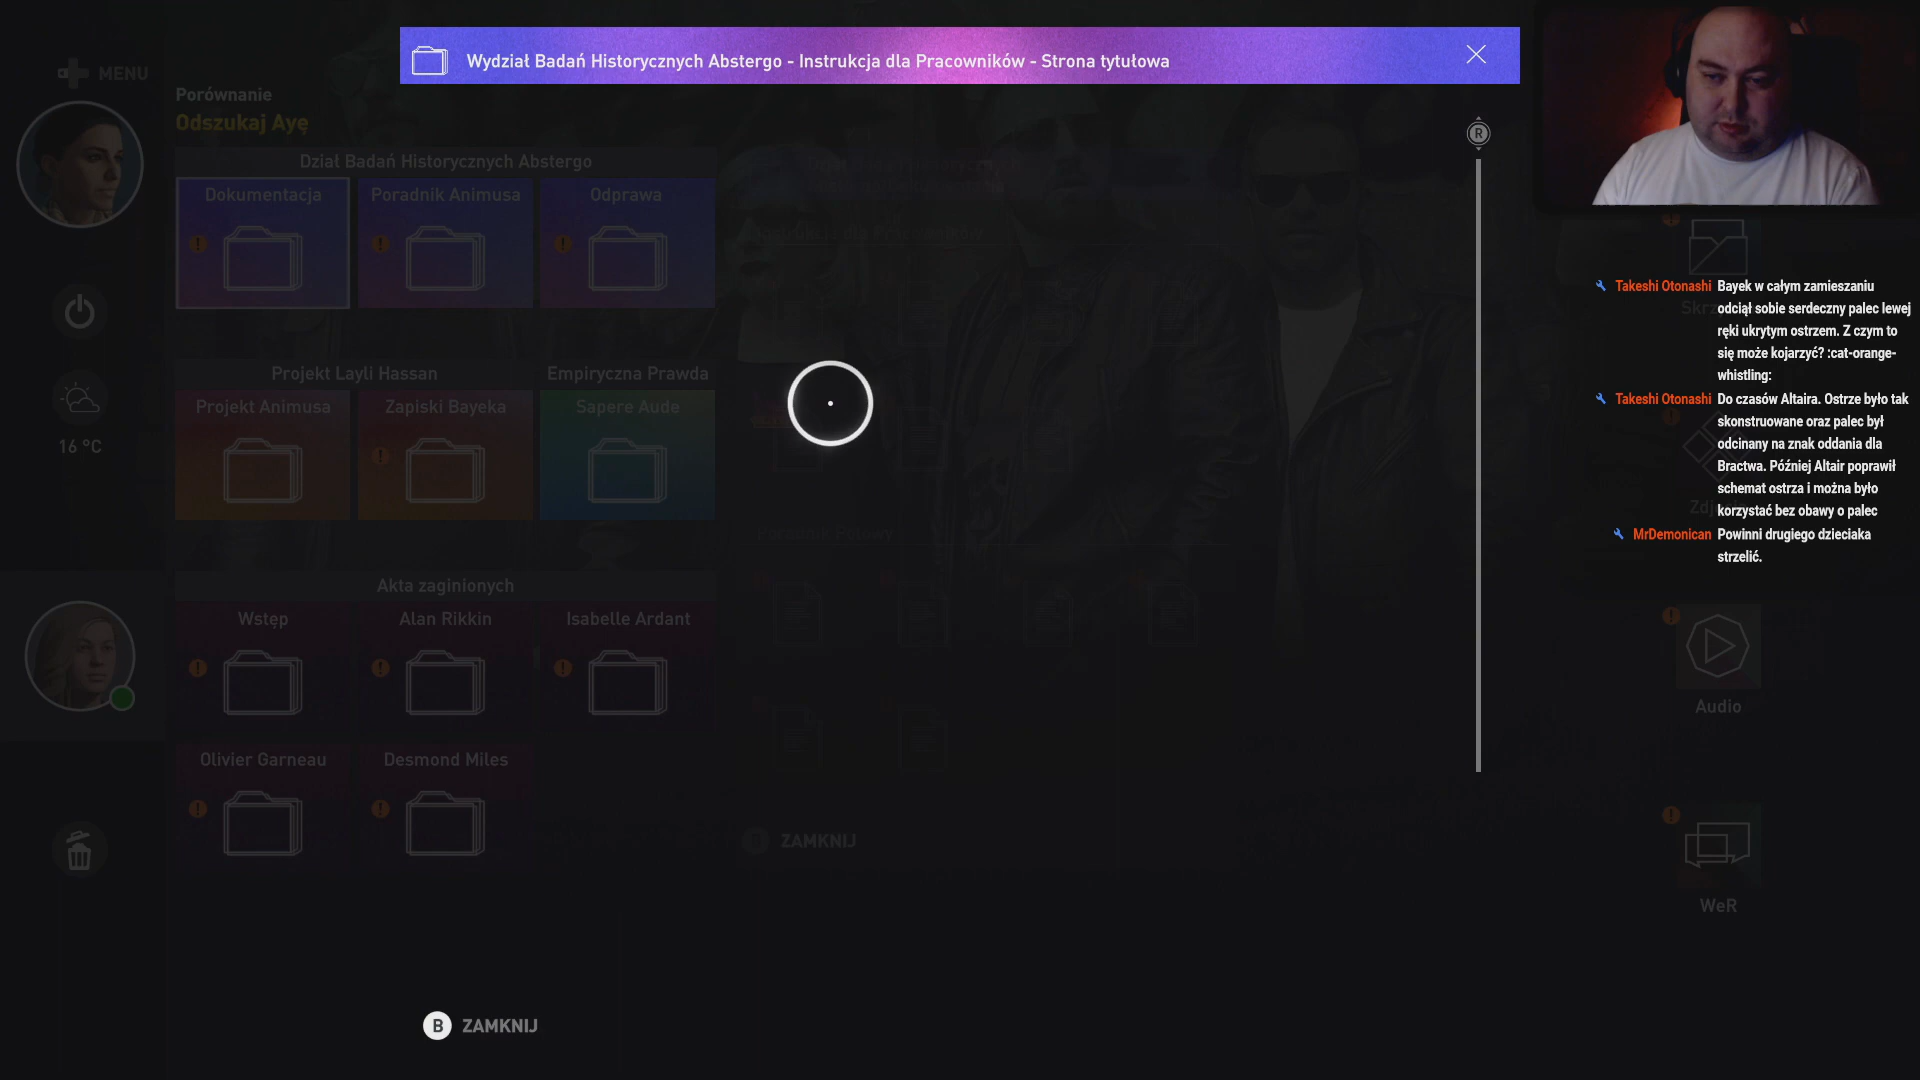 Wydział Badań Historycznych Abstergo - Instrukcja dla Pracowników - Strona tytułowa
MENU
Porównanie
Odszukaj Ayę
R
Dział Badań Historycznych Abstergo
Dokumentacja
Poradnik Animusa
Odprawa
Projekt Layli Hassan
Empiryczna Prawda
Projekt Animusa
Zapiski Bayeka
Sapere Aude
16 °C
Poradnik Polowy
Akta zaginionych
Wstęp
Alan Rikkin
Isabelle Ardant
Olivier Garneau
Desmond Miles
ZAMKNIJ
B ZAMKNIJ
Takeshi Otonashi Bayek w całym zamieszaniu
odciął sobie serdeczny palec lewej
ręki ukrytym ostrzem. Z czym to
się może kojarzyć? :cat-orange-
whistling:
Takeshi Otonashi Do czasów Altaira. Ostrze było tak
skonstruowane oraz palec był
odcinany na znak oddania dla
Bractwa. Później Altair poprawił
schemat ostrza i można było
korzystać bez obawy o palec
MrDemonican Powinni drugiego dzieciaka
strzelić.
Audio
WeR